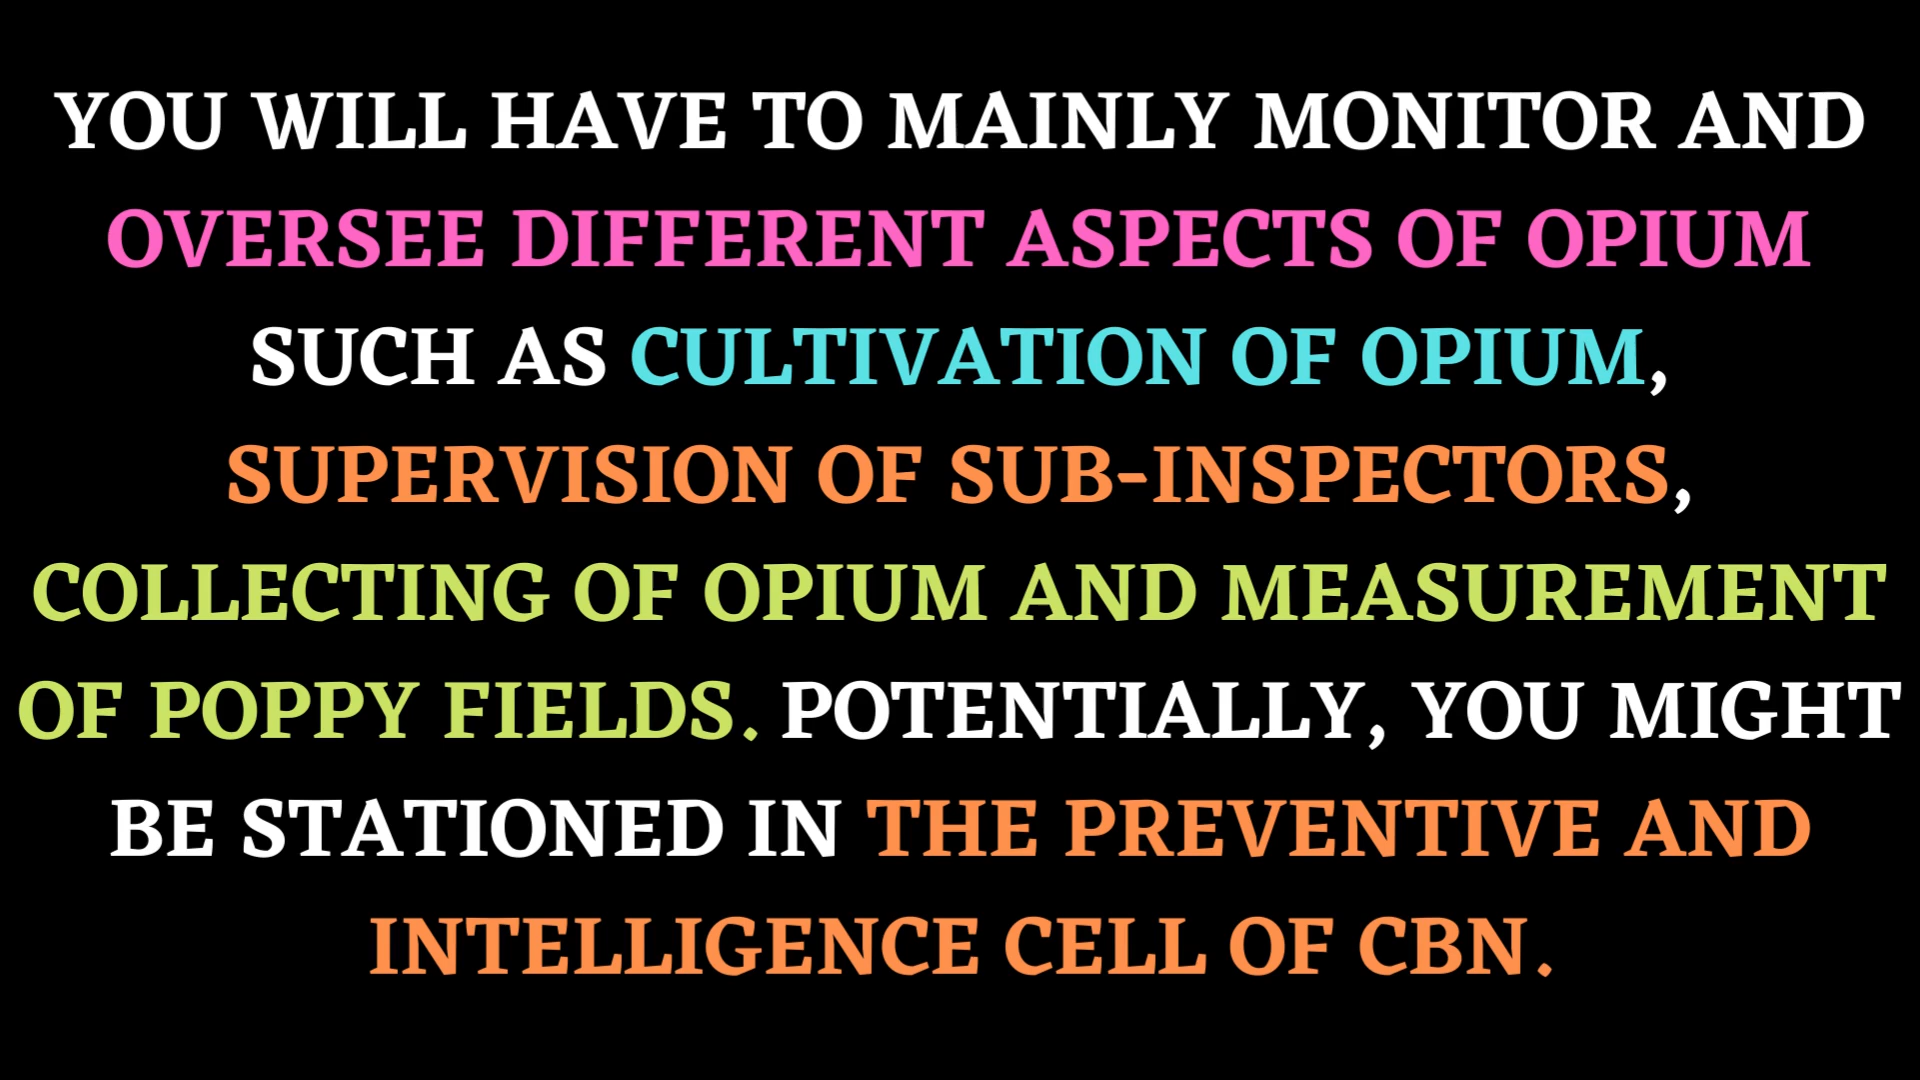 YOU WILL HAVE TO MAINLY MONITOR AND
OVERSEE DIFFERENT ASPECTS OF OPIUM
SUCH AS CULTIVATION OF OPIUM,
SUPERVISION OF SUB-INSPECTORS,
COLLECTING OF OPIUM AND MEASUREMENT
OF POPPY FIELDS. POTENTIALLY, YOU MIGHT
BE STATIONED IN THE PREVENTIVE AND
INTELLIGENCE CELL OF CBN.